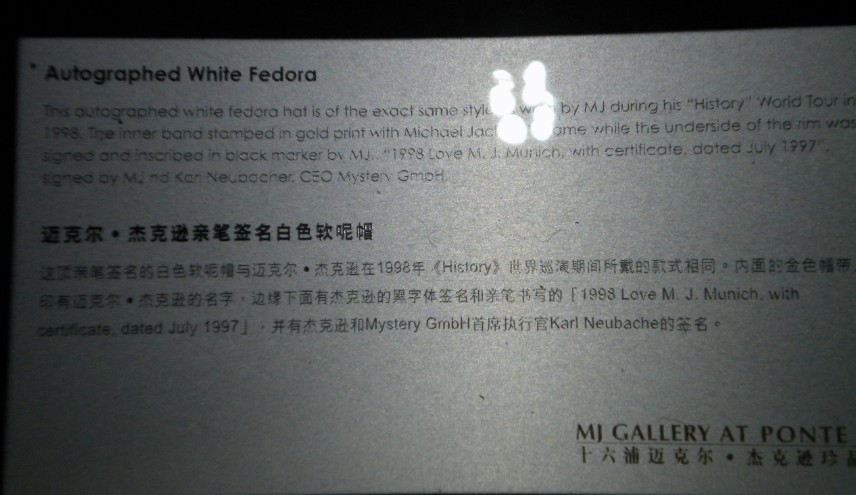 Autographed White Fedora
This autographed white fedora hat is of the exact same style by MJ during his "History" World Tour in
1998. The inner band stamped in gold print with Michael while the underside of the rim was
signed and inscribed in black marker by MJ., "1998 Love M. J. Munich, with certificate, dated July 1997".
signed by MJ nd Karl Neubacher, CEO Mystery GmbH.
迈克尔•杰克逊亲笔签名白色软呢帽
这顶亲笔签名的白色软呢帽与迈克尔•杰克逊在1998年《History》世界巡演期间所戴的款式相同。内面的金色帽带
印有迈克尔•杰克逊的名字，边缘下面有杰克逊的黑字体签名和亲笔书写的「1998 Love M. J. Munich, with
certificate, dated July 1997」，并有杰克逊和Mystery GmbH首席执行官Karl Neubache的签名。
MJ GALLERY AT PONTE
十六浦迈克尔•杰克逊珍品